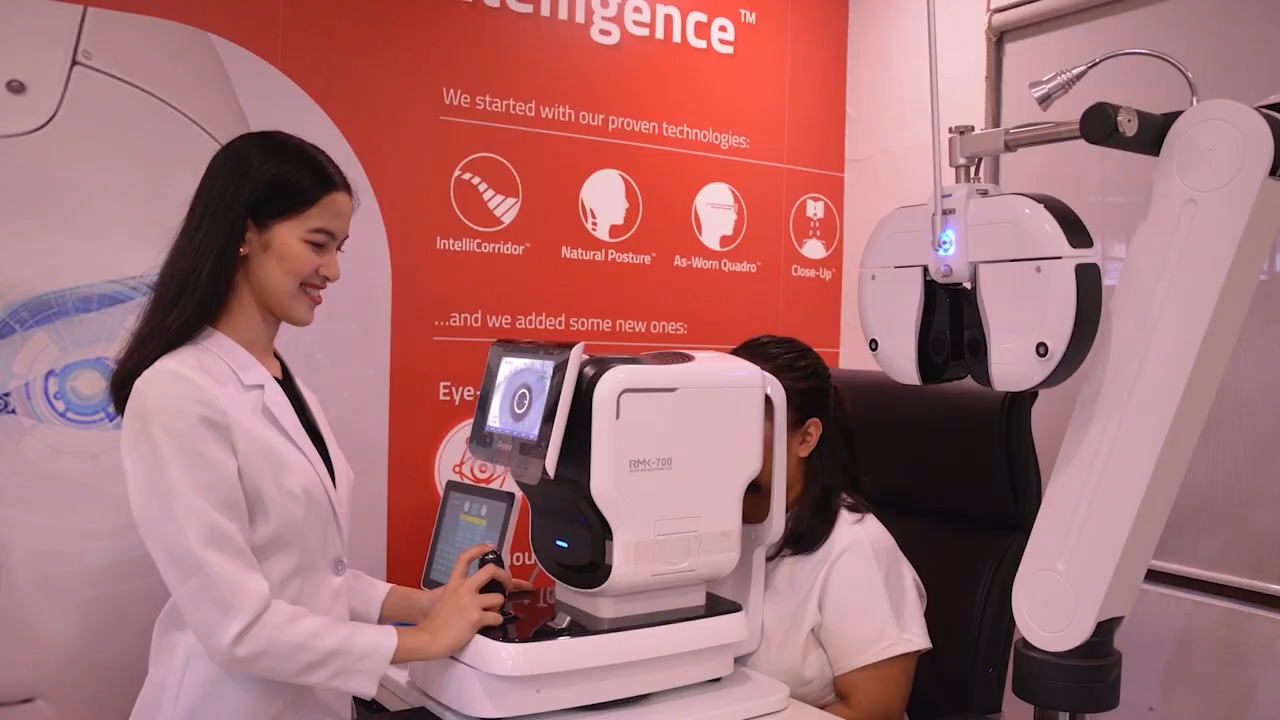 telligence™
We started with our proven technologies:
IntelliCorridor™
Natural Posture™
As-Worn Quadro™
Close-Up™
...and we added some new ones:
Eye-
RMK-700